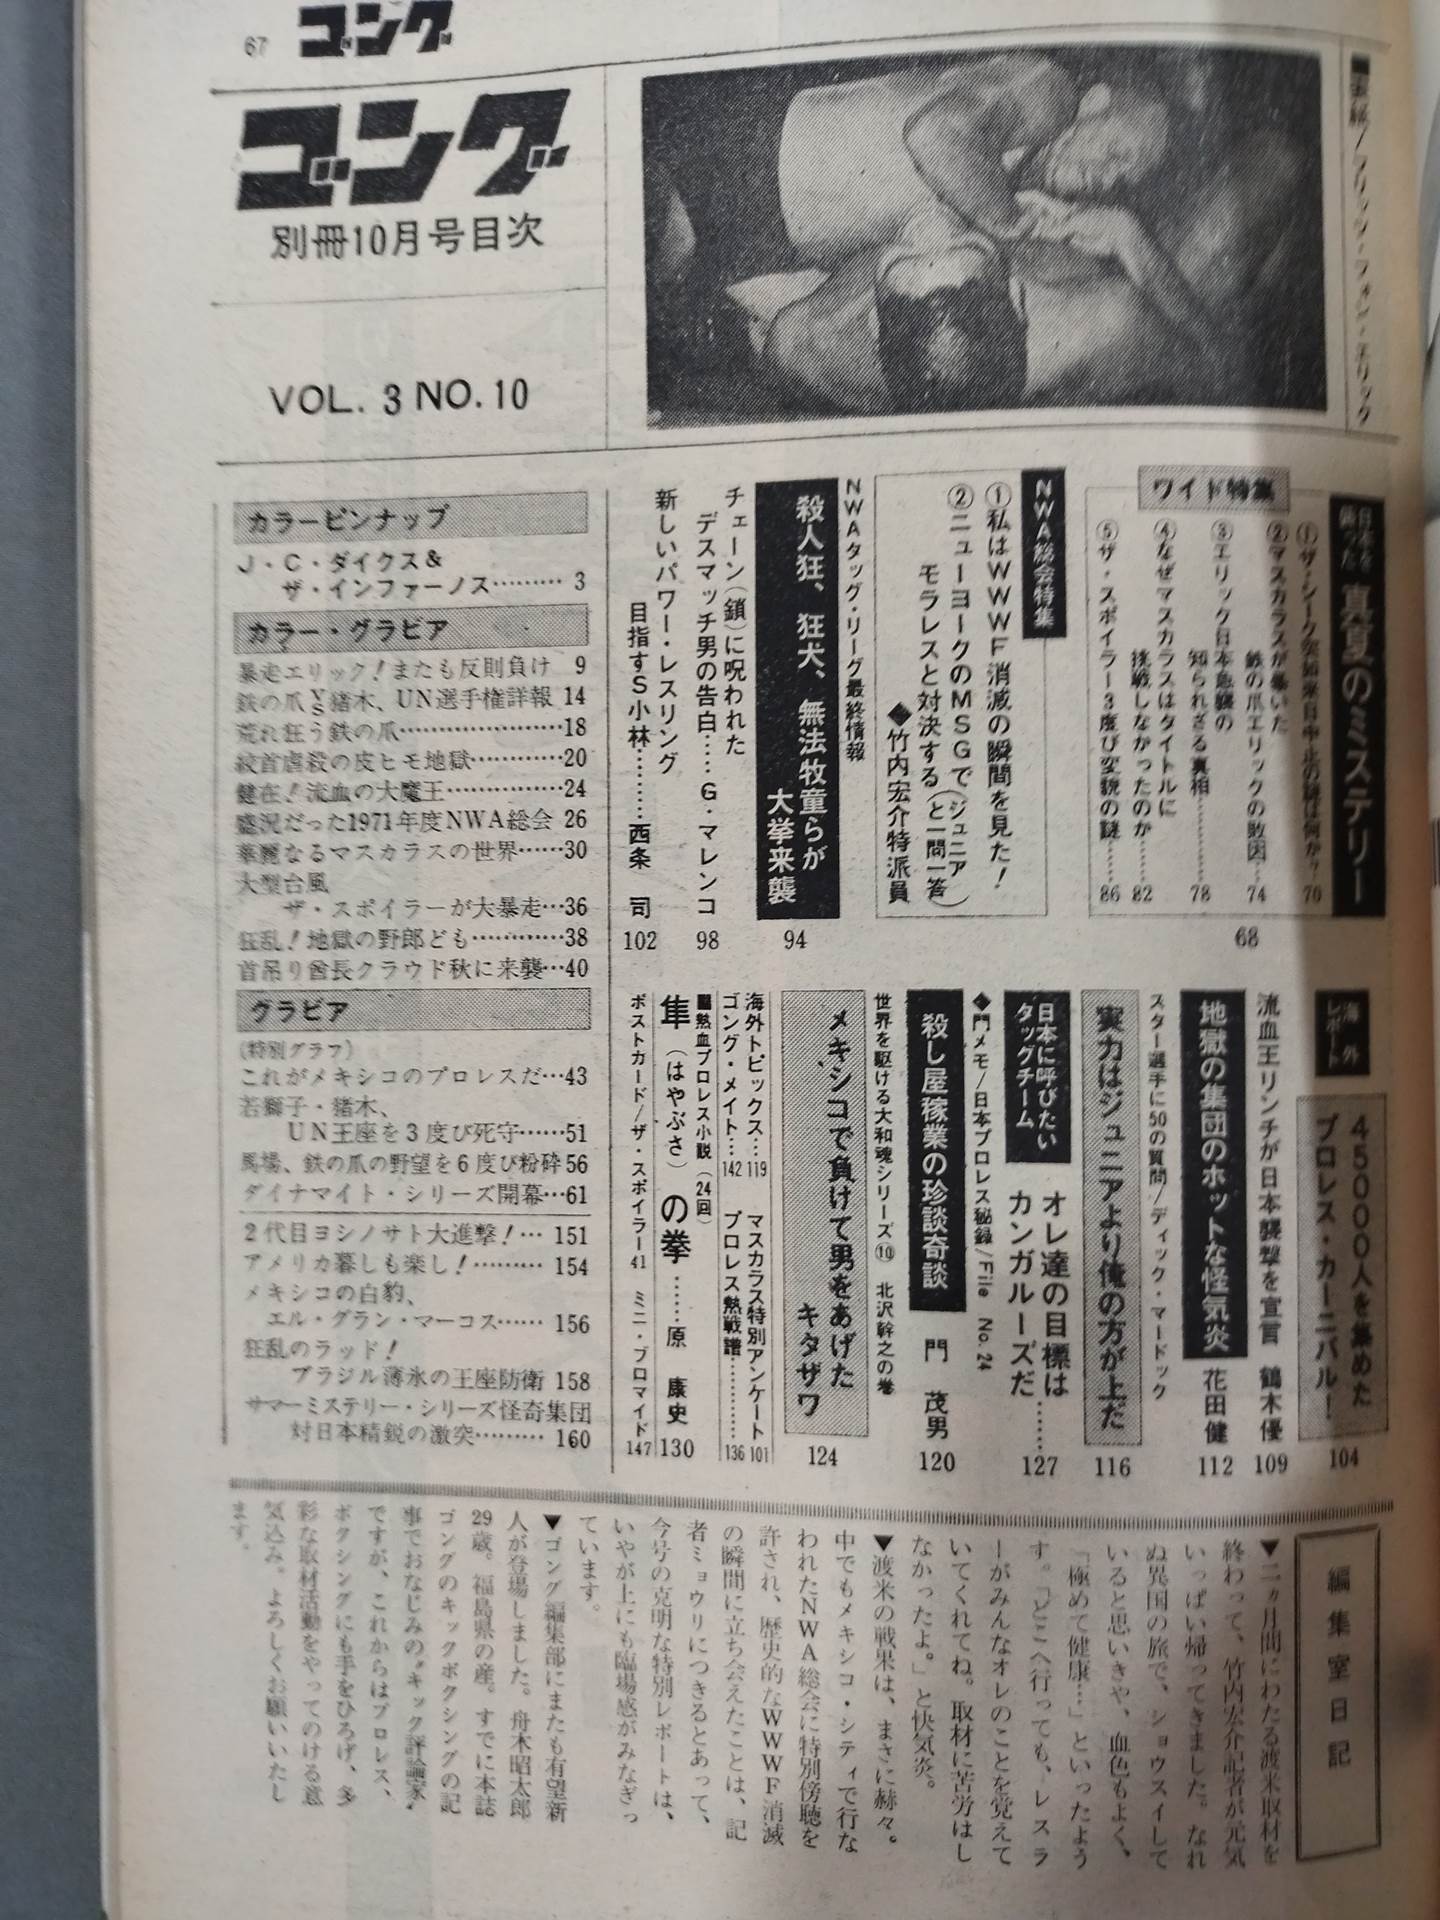 67 ゴング
ゴング
別冊10月号目次
VOL. 3 NO. 10
■表紙/フリッツ・フォン・エリック
ワイド特集
日本を
襲った
真夏のミステリー
68
①ザ・シーク突如来日中止の謎は何か?
70
②マスカラスが暴いた
鉄の爪エリックの敗因……
74
③エリック日本急襲の
知られざる真相…………
78
④なぜマスカラスはタイトルに
挑戦しなかったのか………
82
⑤ザ・スポイラー3度び変貌の謎……
86
NWA総会特集
①私はWWWF消滅の瞬間を見た!
②ニューヨークのMSGで
モラレスと対決する(ジュニア
と一問一答)
◆竹内宏介特派員
NWAタッグ・リーグ最終情報
殺人狂、狂犬、無法牧童らが
大挙来襲
94
チェーン(鎖)に呪われた
デスマッチ男の告白……G・マレンコ
98
新しいパワー・レスリング
目指すS小林…………西条 司
102
海外
レポート
45000人を集めた
プロレス・カーニバル!
104
流血王リンチが日本襲撃を宣言 鶴木優
109
地獄の集団のホットな怪気炎 花田健
112
スター選手に50の質問/ディック・マードック
実力はジュニアより俺の方が上だ
116
日本に呼びたい
タッグチーム
オレ達の目標は
カンガルーズだ………
127
◆門メモ/日本プロレス秘録/File No. 24
殺し屋稼業の珍談奇談 門 茂男
120
世界を駆ける大和魂シリーズ⑩ 北沢幹之の巻
メキシコで負けて男をあげた
キタザワ
124
海外トピックス…119 マスカラス特別アンケート 101
ゴング・メイト…142 プロレス熱戦譜…………136
■熱血プロレス小説(24回)
隼(はやぶさ)の拳……原 康史
130
ポストカード/ザ・スポイラー 41 ミニ・ブロマイド 147
カラーピンナップ
J・C・ダイクス&
ザ・インファーノス……… 3
カラー・グラビア
暴走エリック!またも反則負け 9
鉄の爪VS猪木、UN選手権詳報 14
荒れ狂う鉄の爪…………………18
絞首虐殺の皮ヒモ地獄…………20
健在!流血の大魔王……………24
盛況だった1971年度NWA総会 26
華麗なるマスカラスの世界……30
大型台風
ザ・スポイラーが大暴走…36
狂乱!地獄の野郎ども…………38
首吊り酋長クラウド秋に来襲…40
グラビア
(特別グラフ)
これがメキシコのプロレスだ…43
若獅子・猪木、
UN王座を3度び死守……51
馬場、鉄の爪の野望を6度び粉砕 56
ダイナマイト・シリーズ開幕…61
2代目ヨシノサト大進撃!… 151
アメリカ暮しも楽し!……… 154
メキシコの白豹、
エル・グラン・マーコス…… 156
狂乱のラッド!
ブラジル薄氷の王座防衛 158
サマーミステリー・シリーズ怪奇集団
対日本精鋭の激突……… 160
編集室日記
▼二ヵ月間にわたる渡米取材を
終わって、竹内宏介記者が元気
いっぱい帰ってきました。なれ
ぬ異国の旅で、ショウスイして
いると思いきや、血色もよく、
「極めて健康…」といったよう
す。「どこへ行っても、レスラ
ーがみんなオレのことを覚えて
いてくれてね。取材に苦労はし
なかったよ。」と快気炎。
▼渡米の戦果は、まさに赫々。
中でもメキシコ・シティで行な
われたNWA総会に特別傍聴を
許され、歴史的なWWWF消滅
の瞬間に立ち会えたことは、記
者ミョウリにつきるとあって、
今号の克明な特別レポートは、
いやが上にも臨場感がみなぎっ
ています。
▼ゴング編集部にまたも有望新
人が登場しました。舟木昭太郎
29歳。福島県の産。すでに本誌
ゴングのキックボクシングの記
事でおなじみの〝キック評論家〟
ですが、これからはプロレス、
ボクシングにも手をひろげ、多
彩な取材活動をやってのける意
気込み。よろしくお願いいたし
ます。